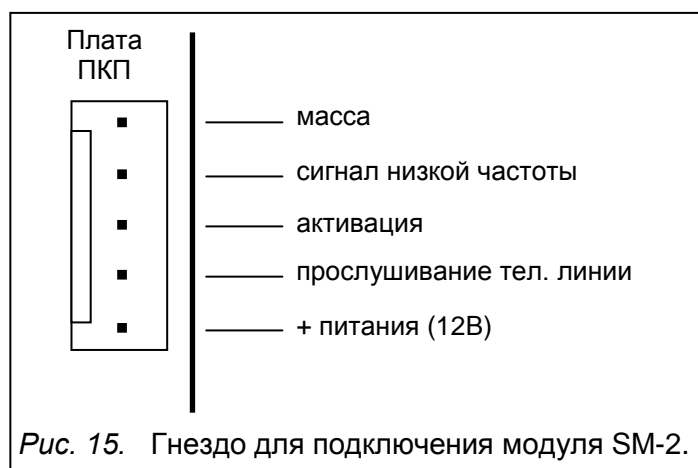 Плата
ПКП
масса
сигнал низкой частоты
активация
прослушивание тел. линии
+ питания (12В)
Рис. 15. Гнездо для подключения модуля SM-2.